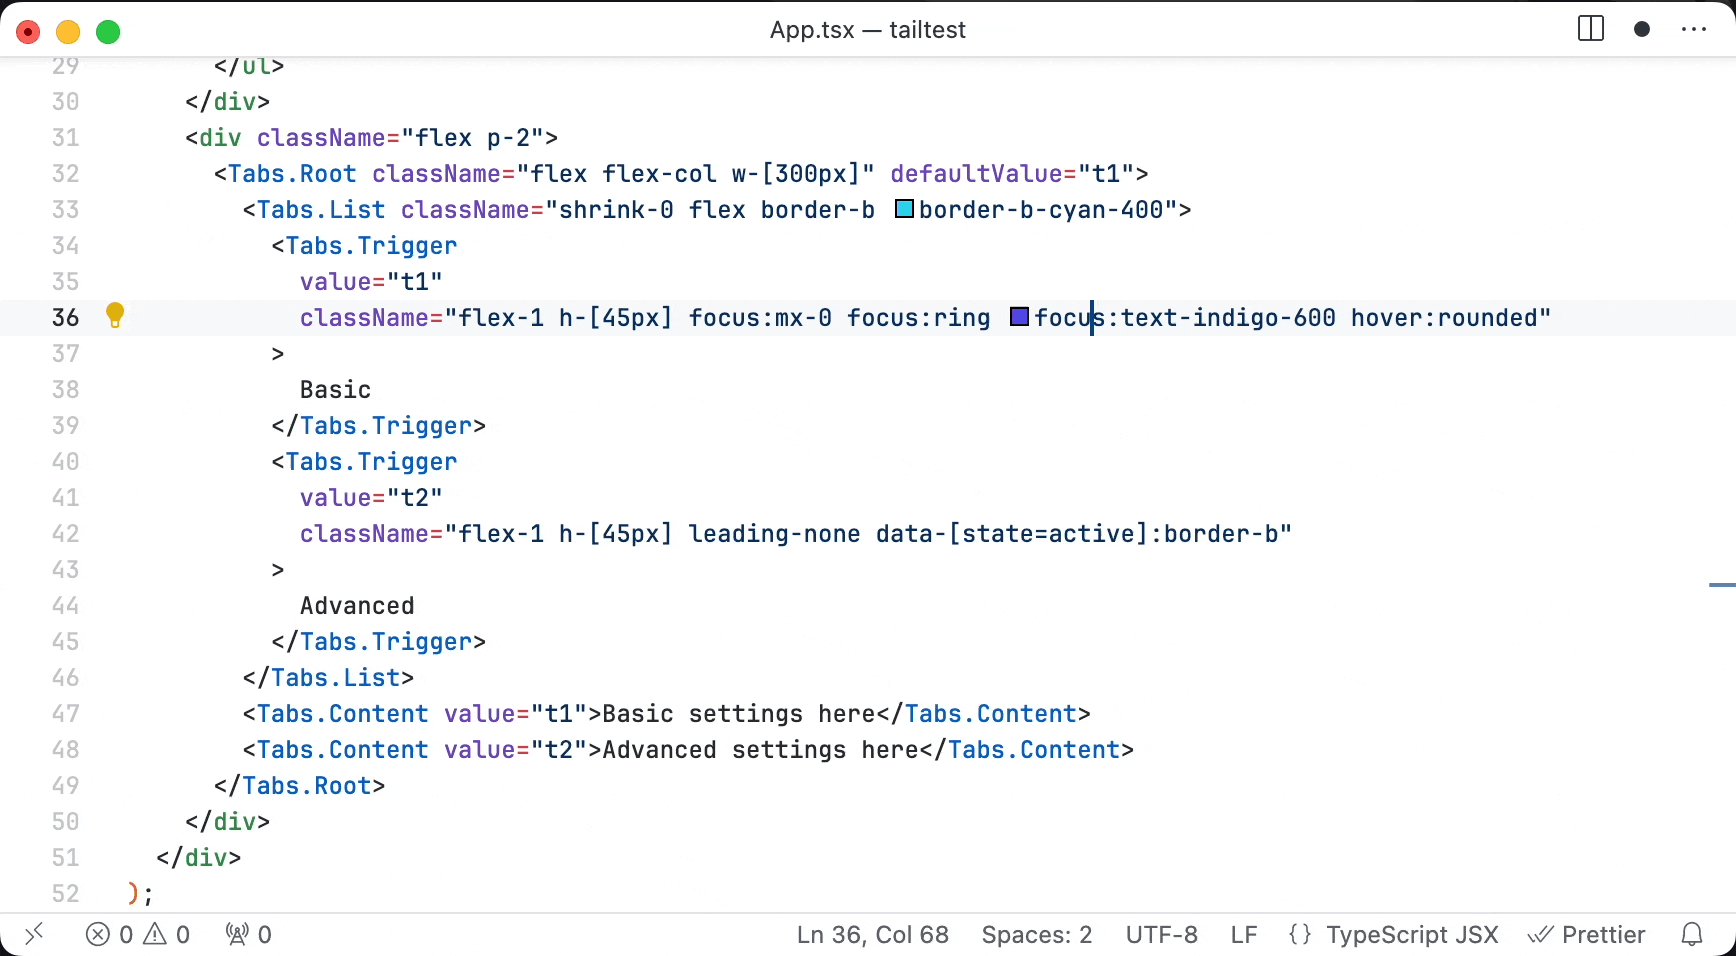 App.tsx — tailtest
29 </ul>
30 </div>
31 <div className="flex p-2">
32 <Tabs.Root className="flex flex-col w-[300px]" defaultValue="t1">
33 <Tabs.List className="shrink-0 flex border-b border-b-cyan-400">
34 <Tabs.Trigger
35 value="t1"
36 className="flex-1 h-[45px] focus:mx-0 focus:ring focus:text-indigo-600 hover:rounded"
37 >
38 Basic
39 </Tabs.Trigger>
40 <Tabs.Trigger
41 value="t2"
42 className="flex-1 h-[45px] leading-none data-[state=active]:border-b"
43 >
44 Advanced
45 </Tabs.Trigger>
46 </Tabs.List>
47 <Tabs.Content value="t1">Basic settings here</Tabs.Content>
48 <Tabs.Content value="t2">Advanced settings here</Tabs.Content>
49 </Tabs.Root>
50 </div>
51 </div>
52 );
0 0 0 Ln 36, Col 68 Spaces: 2 UTF-8 LF {} TypeScript JSX Prettier